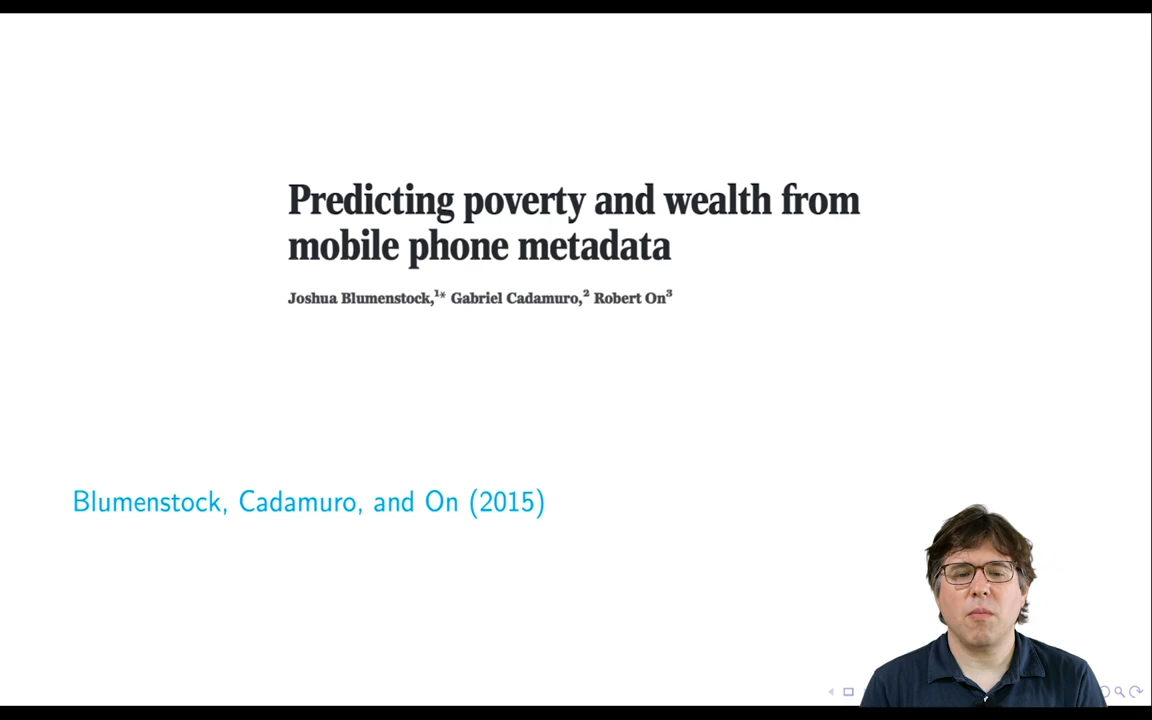 Predicting poverty and wealth from
mobile phone metadata
Joshua Blumenstock,¹* Gabriel Cadamuro,² Robert On³
Blumenstock, Cadamuro, and On (2015)